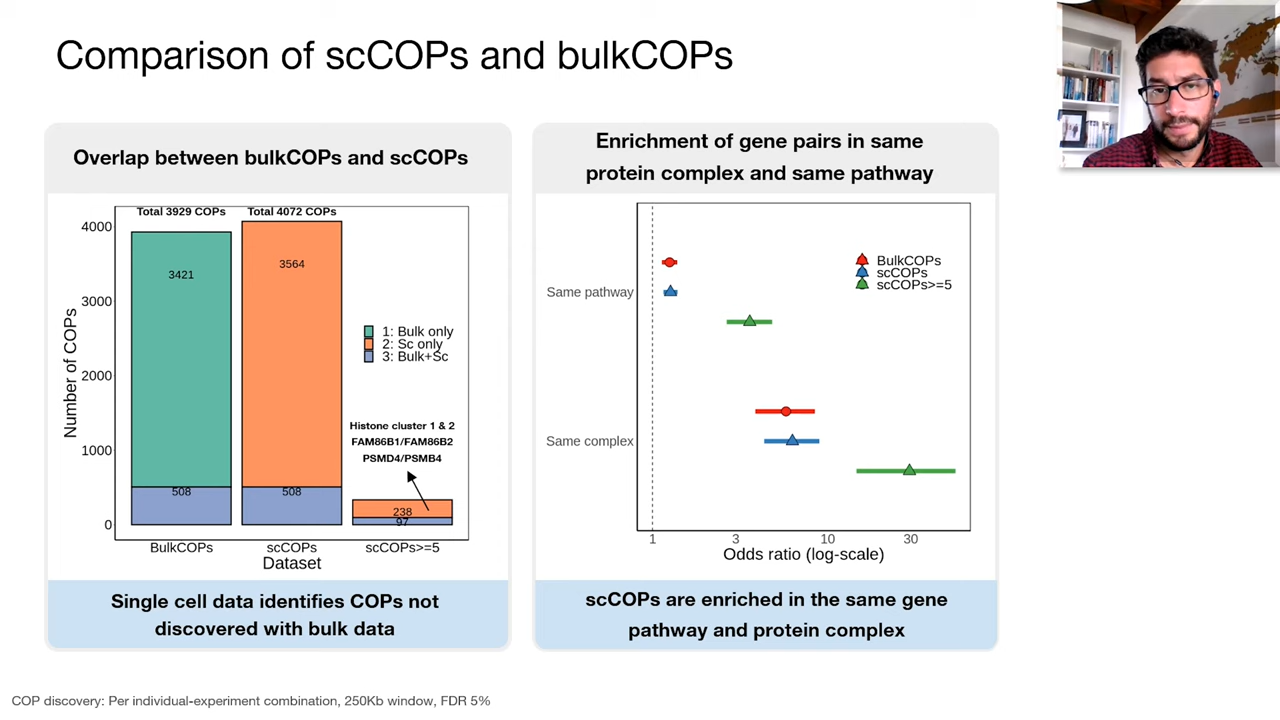 Comparison of scCOPs and bulkCOPs
Overlap between bulkCOPs and scCOPs
Total 3929 COPs
Total 4072 COPs
4000
3000
2000
1000
0
Number of COPs
3421
3564
508
508
238
97
1: Bulk only
2: Sc only
3: Bulk+Sc
Histone cluster 1 & 2
FAM86B1/FAM86B2
PSMD4/PSMB4
BulkCOPs
scCOPs
scCOPs>=5
Dataset
Single cell data identifies COPs not
discovered with bulk data
Enrichment of gene pairs in same
protein complex and same pathway
BulkCOPs
scCOPs
scCOPs>=5
Same pathway
Same complex
1
3
10
30
Odds ratio (log-scale)
scCOPs are enriched in the same gene
pathway and protein complex
COP discovery: Per individual-experiment combination, 250Kb window, FDR 5%